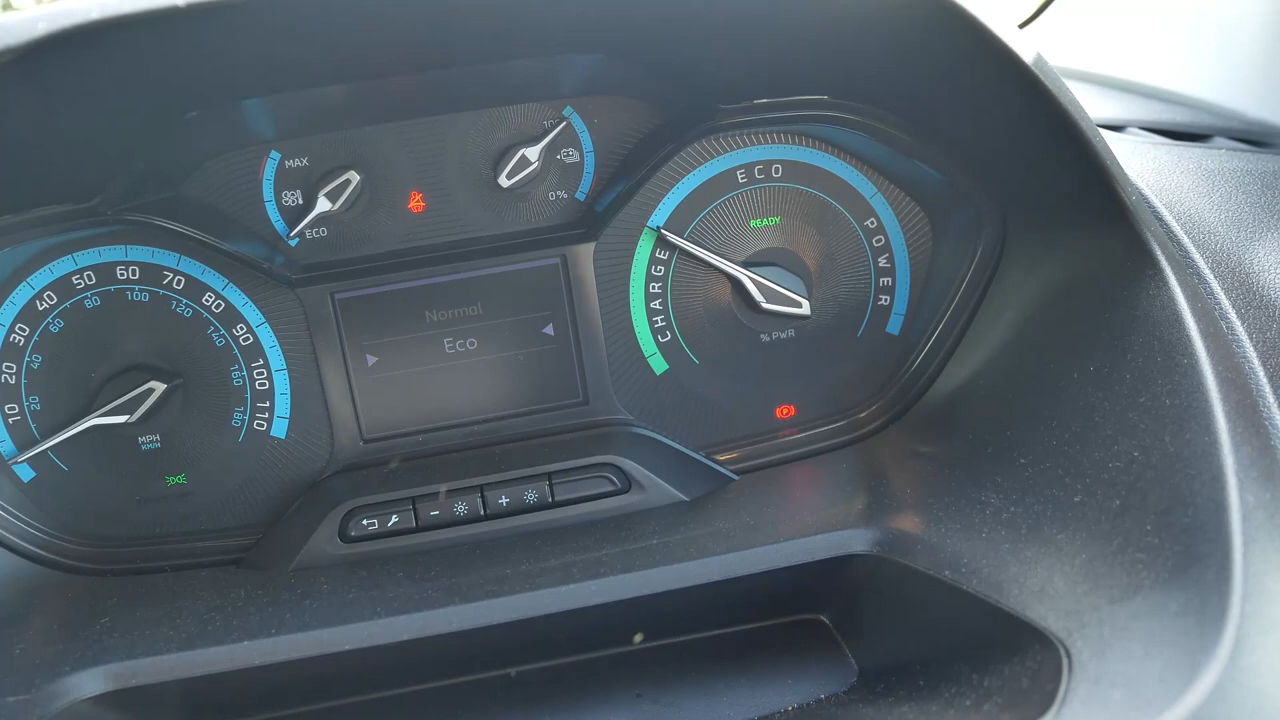 MAX
ECO
100
0%
10
20
30
40
50
60
70
80
90
100
110
20
40
60
80
100
120
140
160
180
MPH
KM/H
Normal
Eco
CHARGE
ECO
POWER
READY
% PWR
P
- +